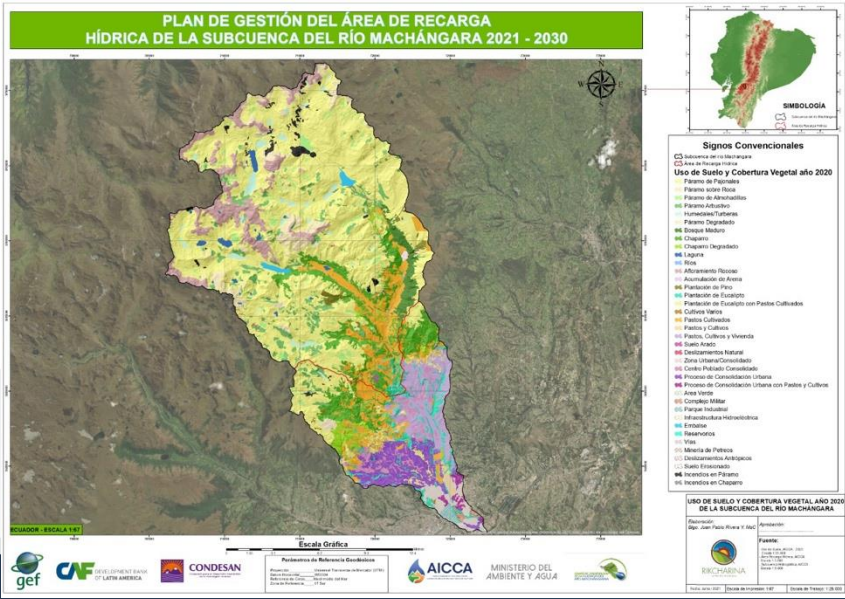 PLAN DE GESTIÓN DEL ÁREA DE RECARGA
HÍDRICA DE LA SUBCUENCA DEL RÍO MACHÁNGARA 2021 - 2030
N
W
E
SIMBOLOGÍA
Signos Convencionales
Subcuenca del río Machángara
Área de Recarga Hídrica
Uso de Suelo y Cobertura Vegetal año 2020
Páramo de Pajonales
Páramo sobre Roca
Páramo de Almohadillas
Páramo Arbustivo
Humedales/Turberas
Páramo Degradado
Bosque Maduro
Chaparro
Chaparro Degradado
Laguna
Ríos
Afloramiento Rocoso
Acumulación de Arena
Plantación de Pino
Plantación de Eucalipto
Plantación de Eucalipto con Pastos Cultivados
Cultivos Varios
Pastos Cultivados
Pastos y Cultivos
Pastos, Cultivos y Vivienda
Suelo Arado
Deslizamientos Natural
Zona Urbana/Consolidado
Centro Poblado Consolidado
Proceso de Consolidación Urbana
Proceso de Consolidación Urbana con Pastos y Cultivos
Área Verde
Complejo Militar
Parque Industrial
Infraestructura Hidroeléctrica
Embalse
Reservorios
Vías
Minería de Pétreos
Deslizamientos Antrópicos
Suelo Erosionado
Incendios en Páramo
Incendios en Chaparro
USO DE SUELO Y COBERTURA VEGETAL AÑO 2020
DE LA SUBCUENCA DEL RÍO MACHÁNGARA
Elaboración:
Aprobación:
Fuente:
RIKCHARINA
ECUADOR - ESCALA 1:67
Escala Gráfica
Parámetros de Referencia Geodésicos
gef
CAF DEVELOPMENT BANK
OF LATIN AMERICA
CONDESAN
AICCA
MINISTERIO DEL
AMBIENTE Y AGUA